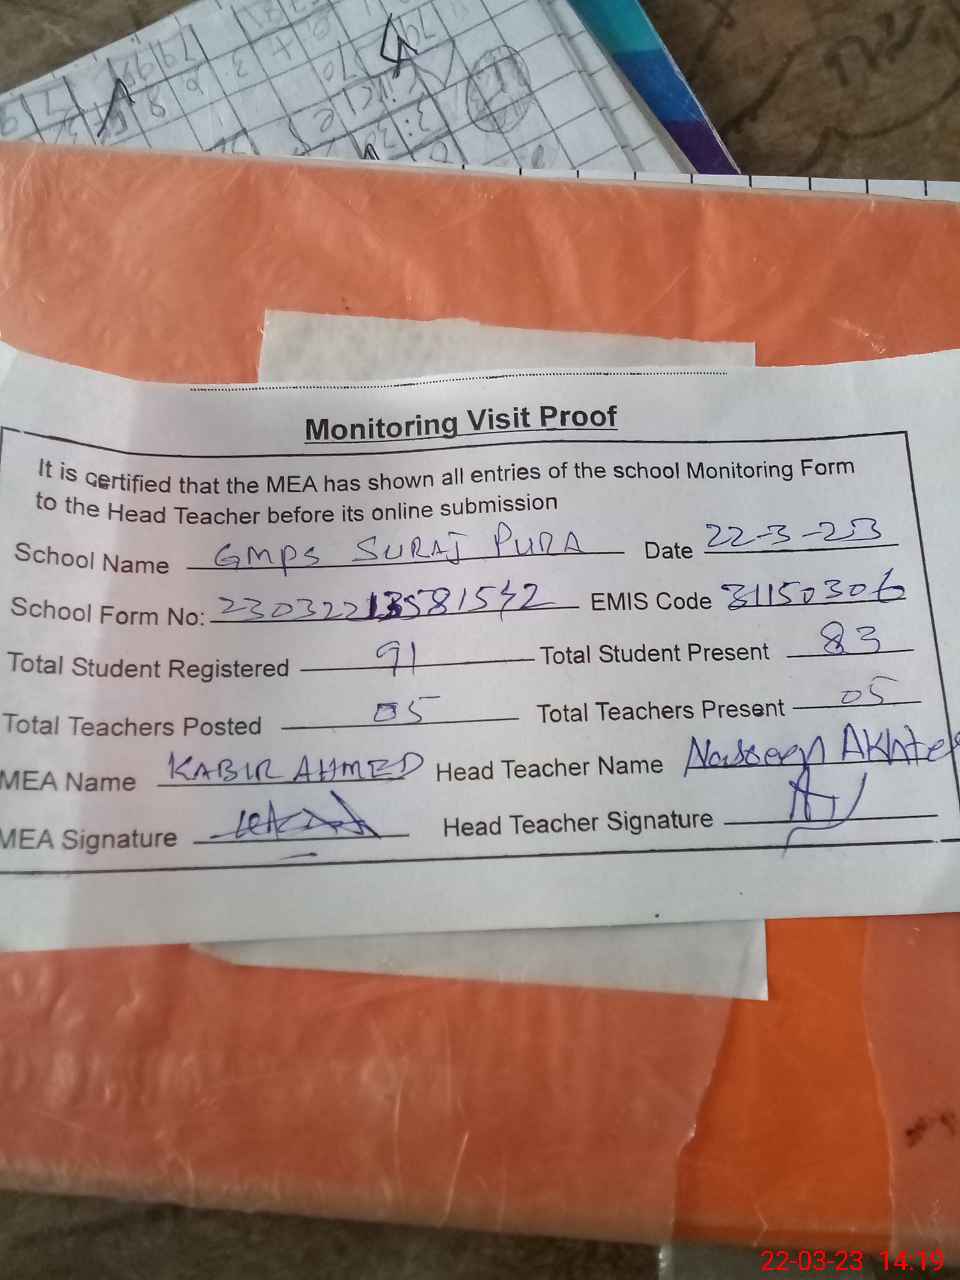 Monitoring Visit Proof
It is certified that the MEA has shown all entries of the school Monitoring Form
to the Head Teacher before its online submission
School Name GMPS SURAJ PURA Date 22-3-23
School Form No: 23032213581542 EMIS Code 31150306
Total Student Registered 91 Total Student Present 83
Total Teachers Posted 05 Total Teachers Present 05
MEA Name KABIR AHMED Head Teacher Name Akhter
MEA Signature Head Teacher Signature
22-03-23 14:19